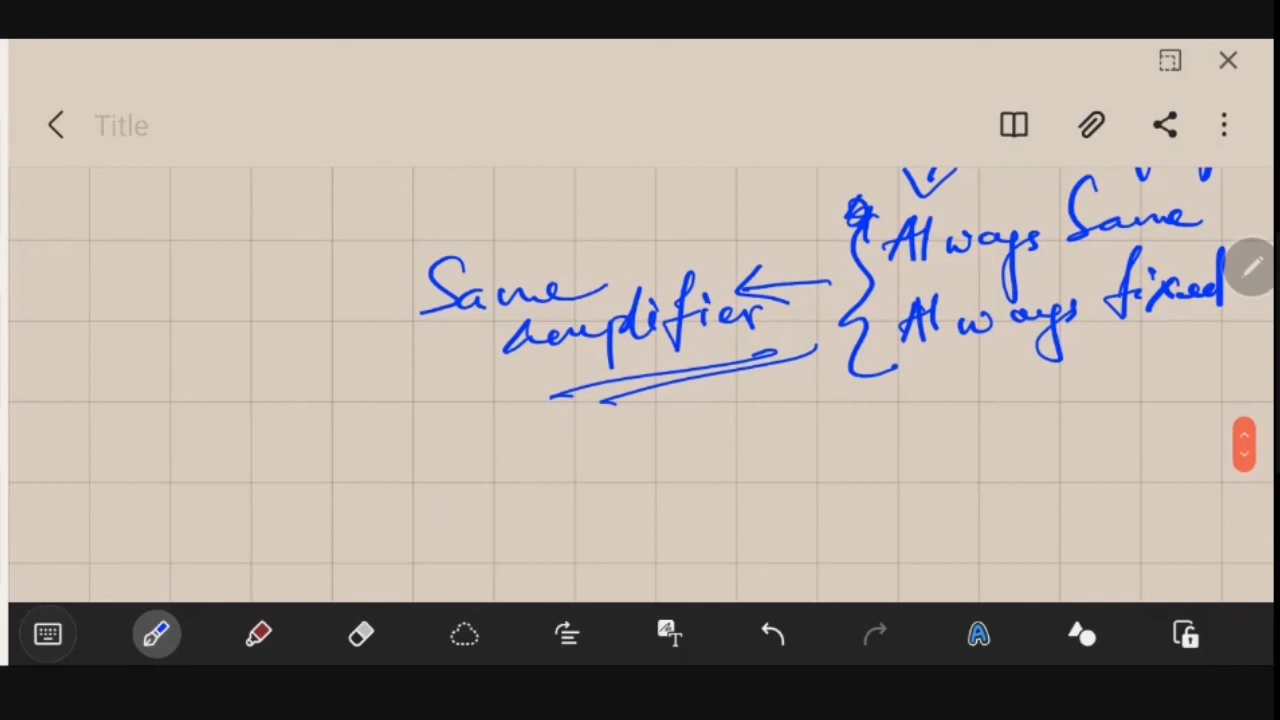 Title
Always Same
Same
amplifier
Always fixed